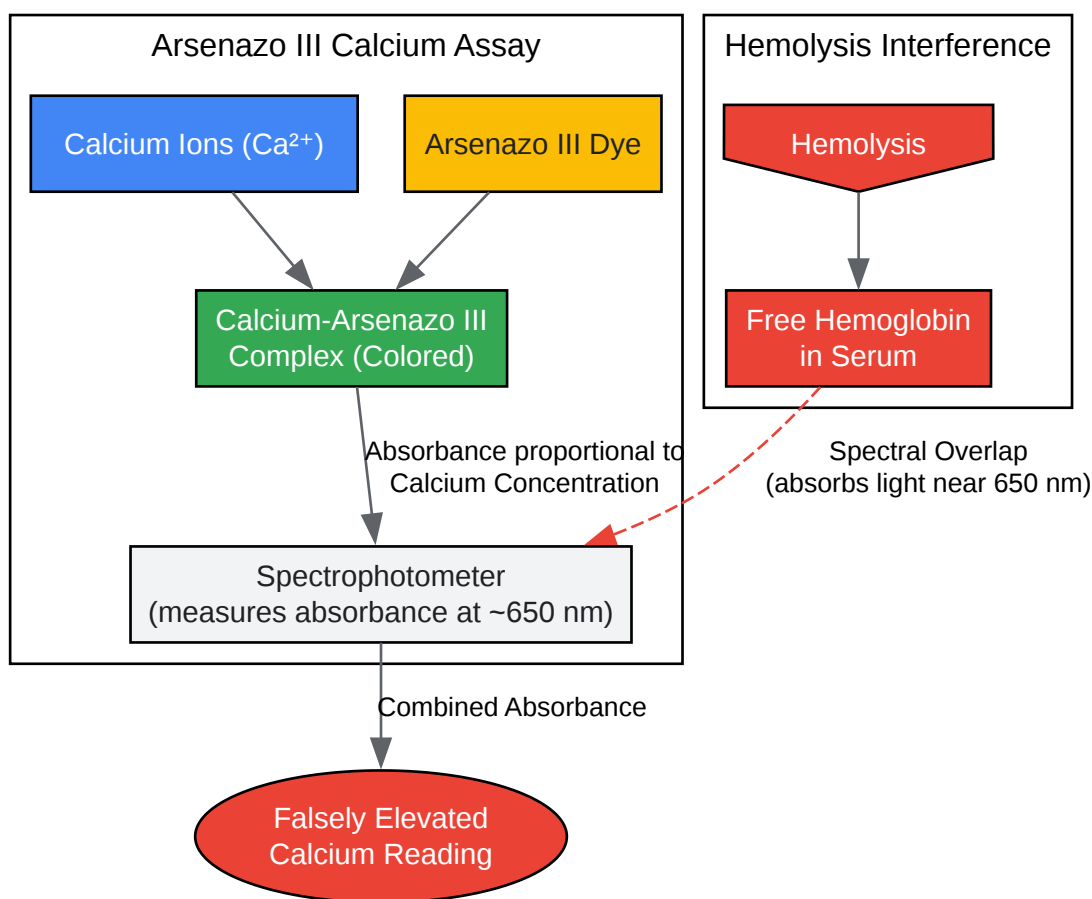 Arsenazo III Calcium Assay
Hemolysis Interference
Calcium Ions (Ca²⁺)
Arsenazo III Dye
Hemolysis
Calcium-Arsenazo III
Complex (Colored)
Free Hemoglobin
in Serum
Absorbance proportional to
Calcium Concentration
Spectral Overlap
(absorbs light near 650 nm)
Spectrophotometer
(measures absorbance at ~650 nm)
Combined Absorbance
Falsely Elevated
Calcium Reading